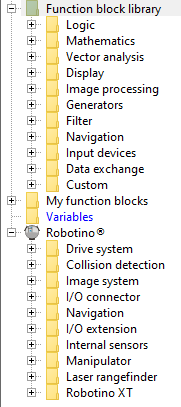 Function block library
Logic
Mathematics
Vector analysis
Display
Image processing
Generators
Filter
Navigation
Input devices
Data exchange
Custom
My function blocks
Variables
Robotino®
Drive system
Collision detection
Image system
I/O connector
Navigation
I/O extension
Internal sensors
Manipulator
Laser rangefinder
Robotino XT